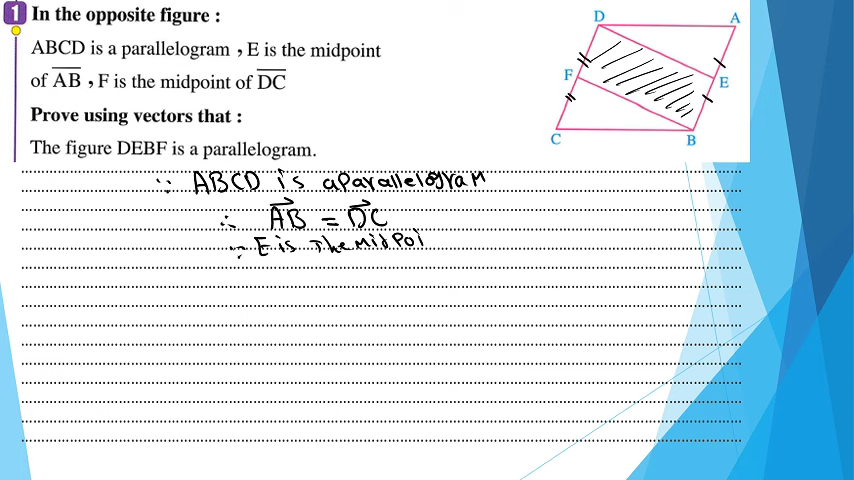 1 In the opposite figure :
ABCD is a parallelogram , E is the midpoint
of AB , F is the midpoint of DC
Prove using vectors that :
The figure DEBF is a parallelogram.
D A
F E
C B
∵ ABCD is a parallelogram
∴ AB = DC
∵ E is the midpoi